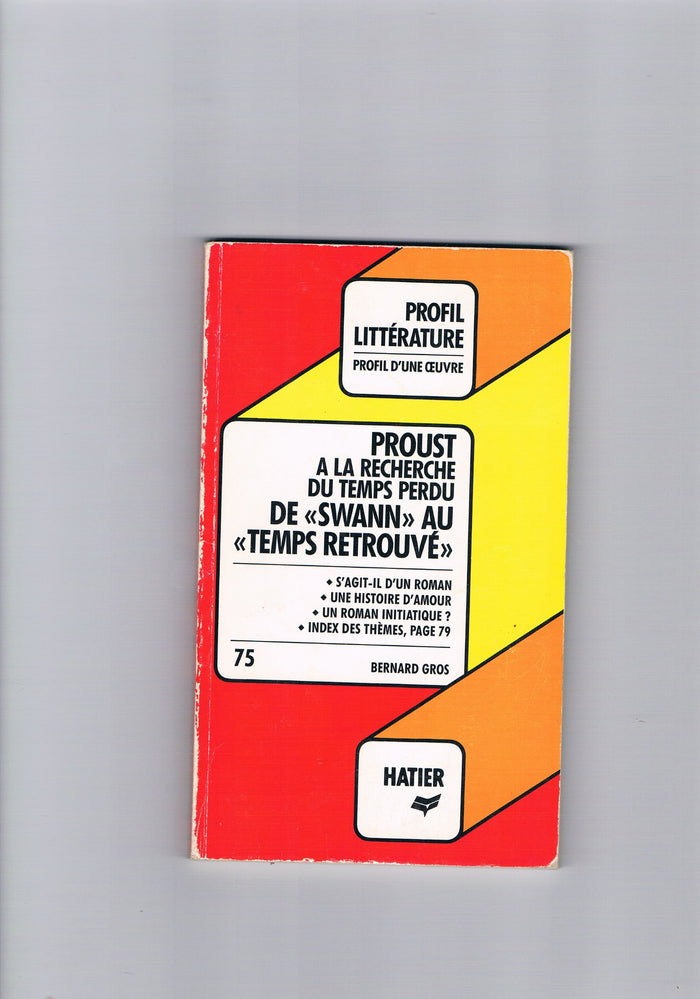 PROFIL
LITTÉRATURE
PROFIL D'UNE ŒUVRE
PROUST
A LA RECHERCHE
DU TEMPS PERDU
DE «SWANN» AU
«TEMPS RETROUVÉ»
◆ S'AGIT-IL D'UN ROMAN
◆ UNE HISTOIRE D'AMOUR
◆ UN ROMAN INITIATIQUE ?
◆ INDEX DES THÈMES, PAGE 79
75
BERNARD GROS
HATIER